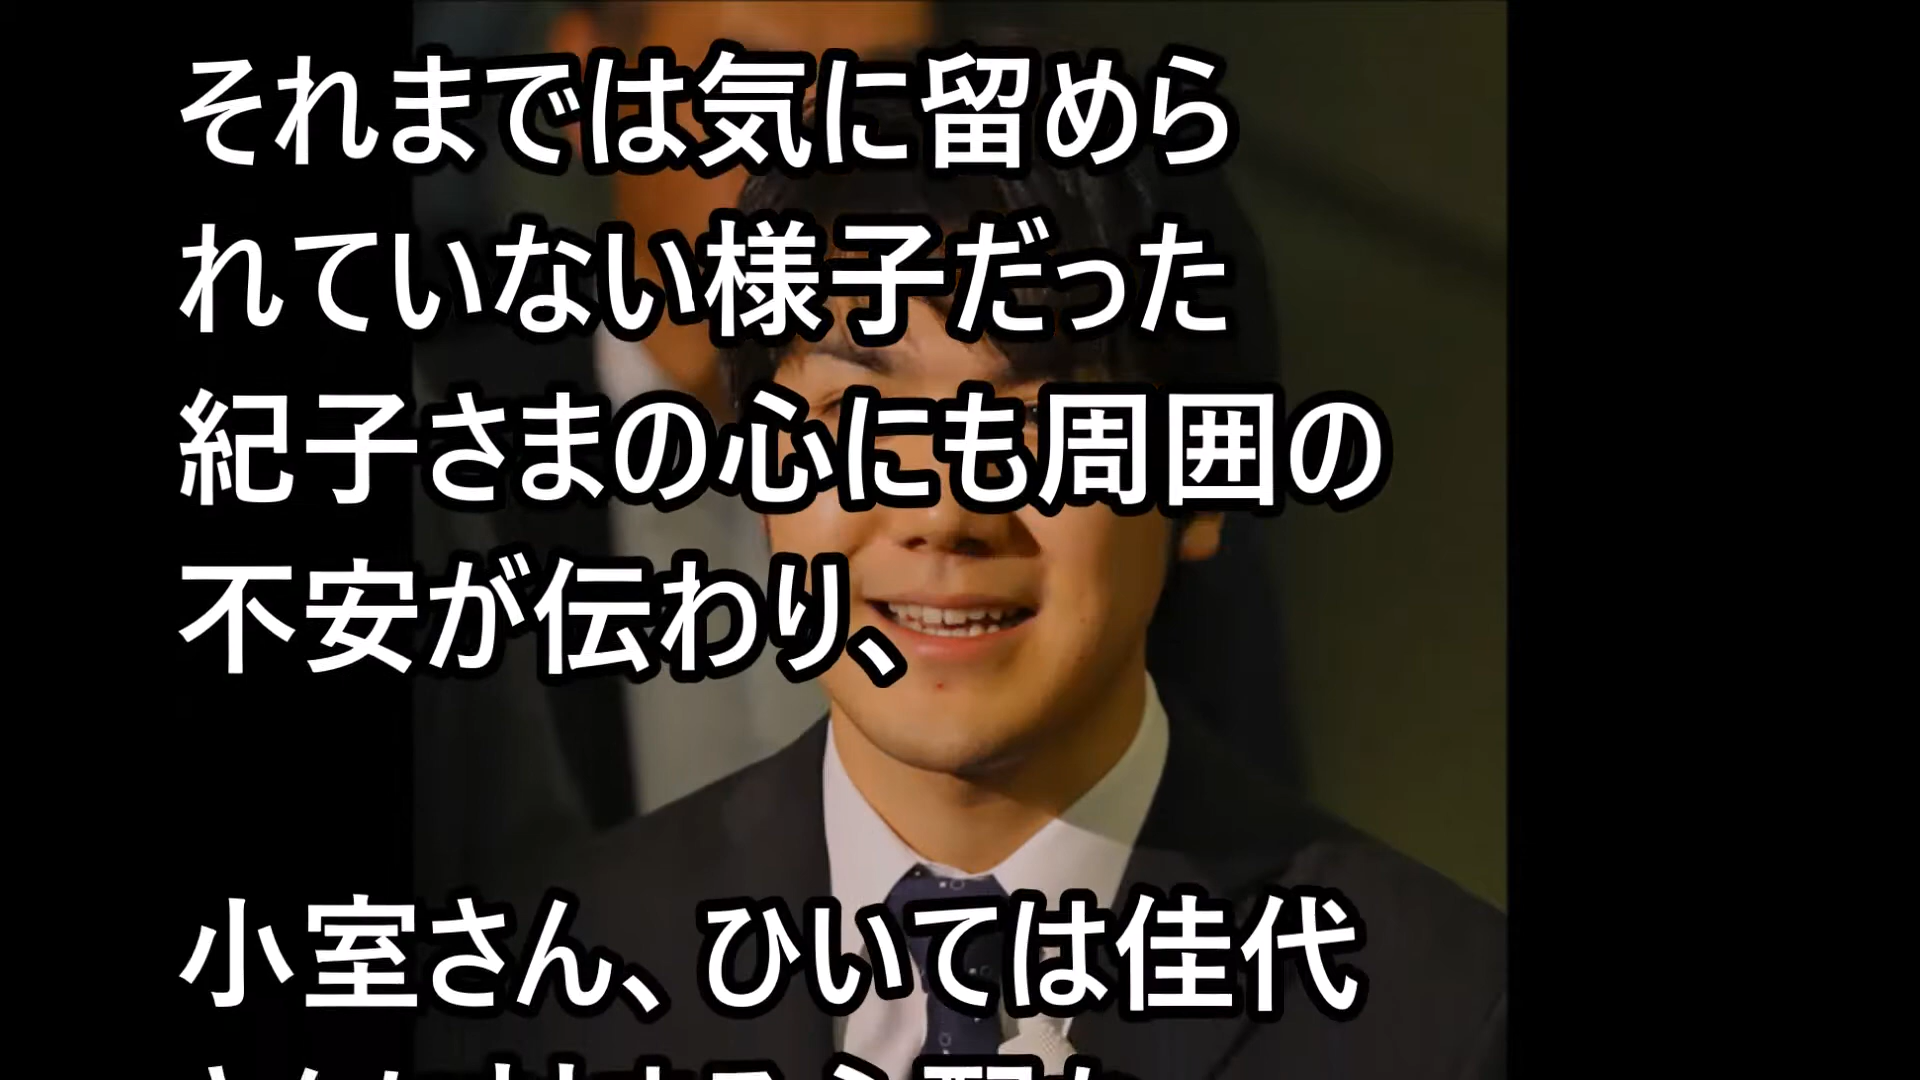 それまでは気に留めら
れていない様子だった
紀子さまの心にも周囲の
不安が伝わり、
小室さん、ひいては佳代